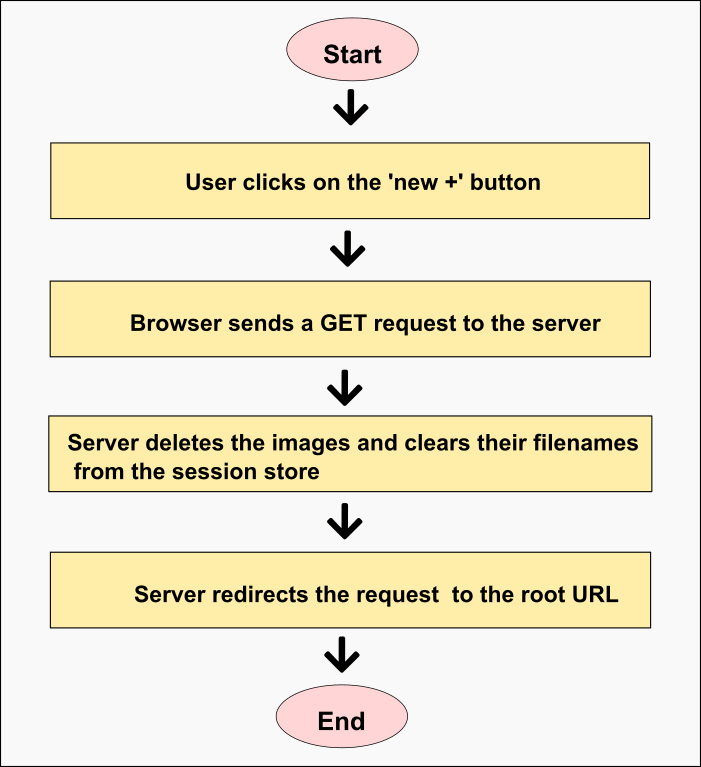 Start
User clicks on the 'new +' button
Browser sends a GET request to the server
Server deletes the images and clears their filenames
from the session store
Server redirects the request  to the root URL
End